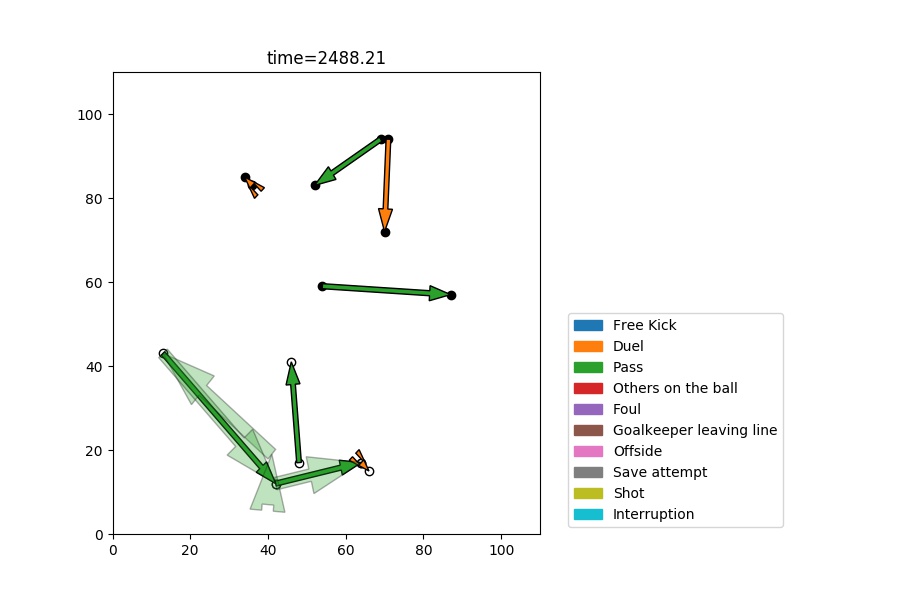 time=2488.21
100
80
60
40
20
0
0 20 40 60 80 100
Free Kick
Duel
Pass
Others on the ball
Foul
Goalkeeper leaving line
Offside
Save attempt
Shot
Interruption